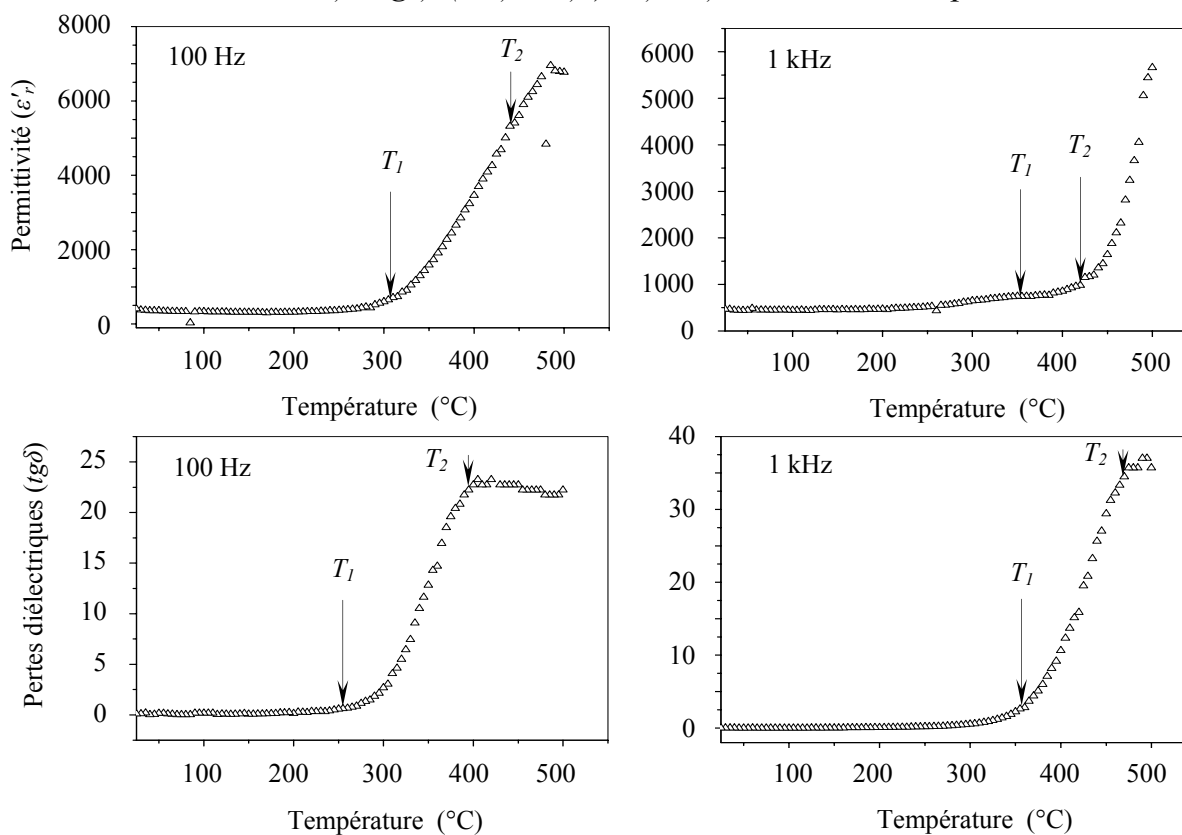 100 Hz
T2
T1
8000
6000
4000
2000
0
Permittivité (ε'r)
100 200 300 400 500
Température (°C)
1 kHz
T1
T2
6000
5000
4000
3000
2000
1000
0
100 200 300 400 500
Température (°C)
100 Hz
T2
T1
25
20
15
10
5
0
Pertes diélectriques (tgδ)
100 200 300 400 500
Température (°C)
1 kHz
T2
T1
40
30
20
10
0
100 200 300 400 500
Température (°C)